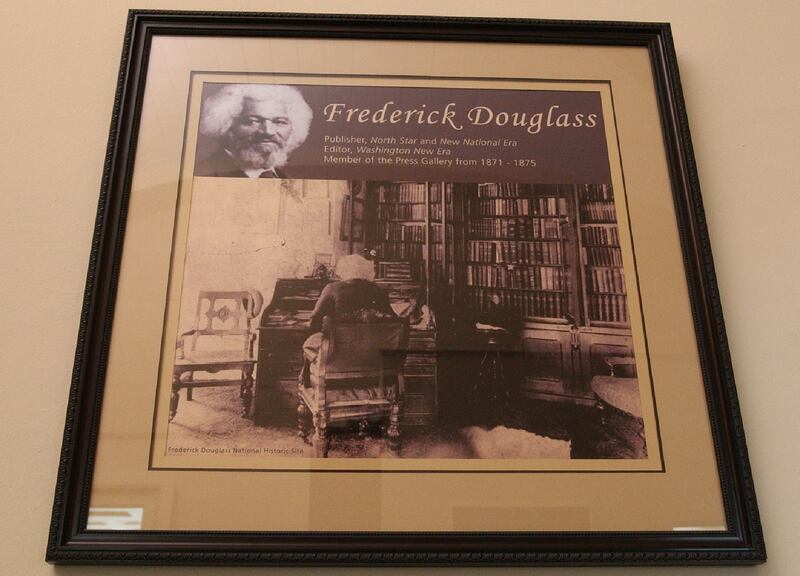 Frederick Douglass
Publisher, North Star and New National Era
Editor, Washington New Era
Member of the Press Gallery from 1871 - 1875
Frederick Douglass National Historic Site